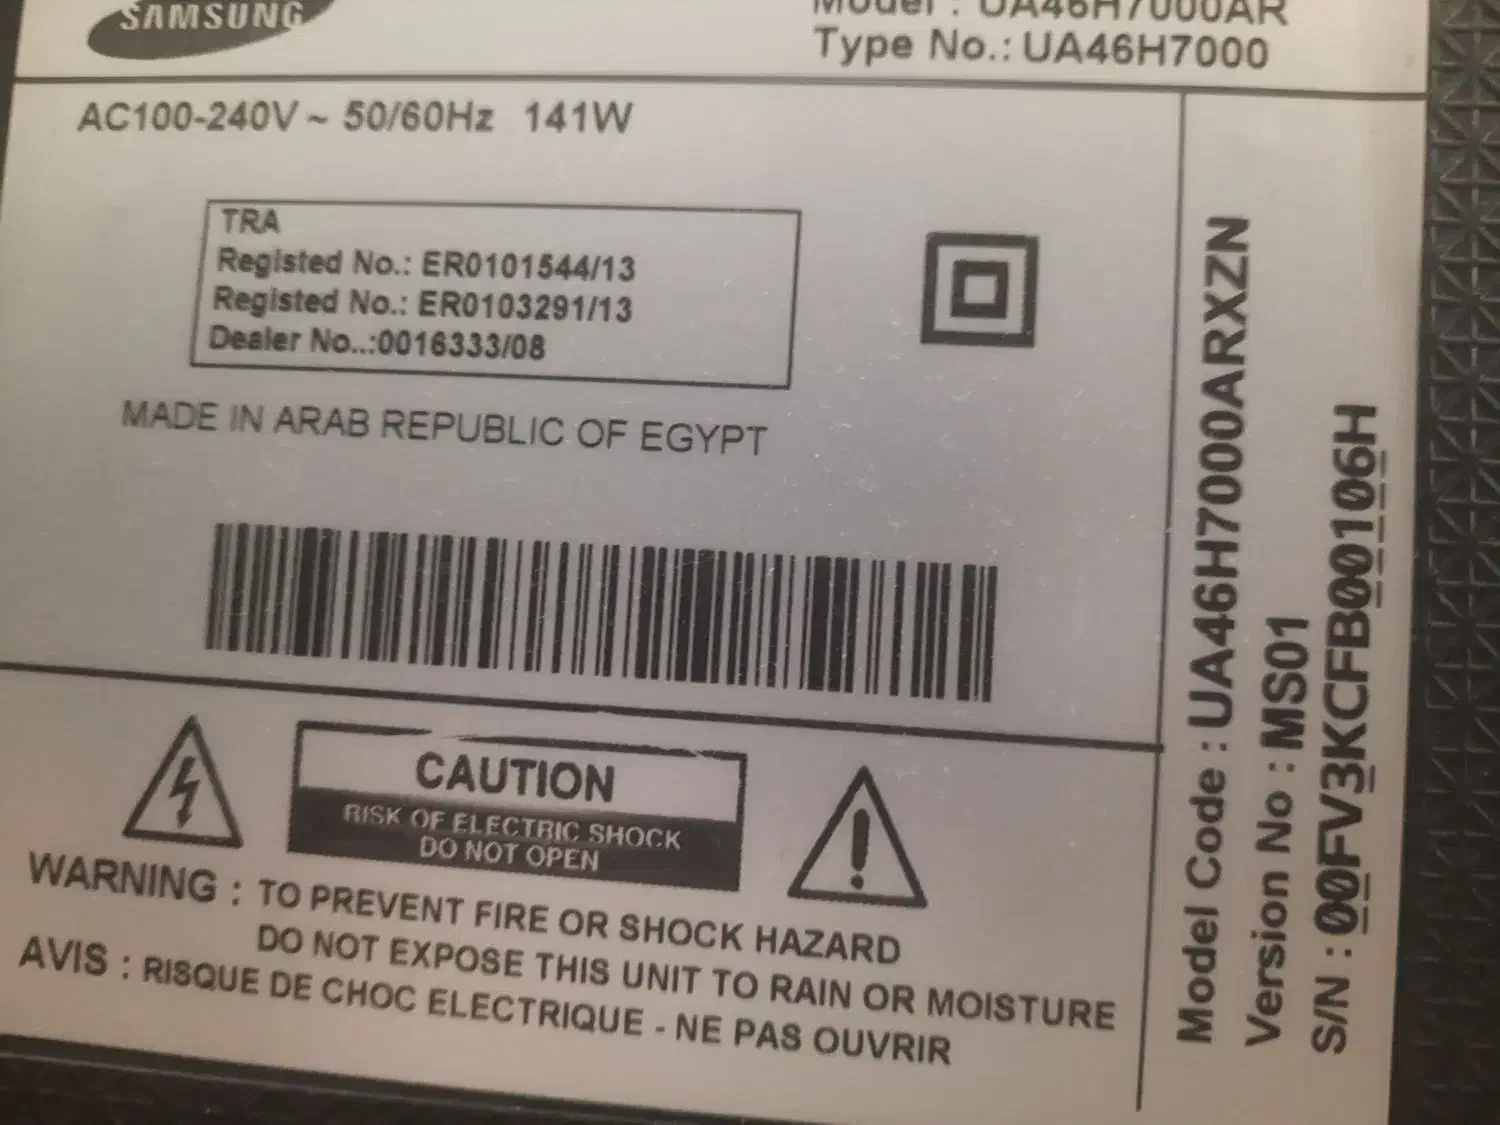 SAMSUNG
Model : UA46H7000AR
Type No.: UA46H7000
AC100-240V ~ 50/60Hz 141W
TRA
Registed No.: ER0101544/13
Registed No.: ER0103291/13
Dealer No..:0016333/08
MADE IN ARAB REPUBLIC OF EGYPT
CAUTION
RISK OF ELECTRIC SHOCK
DO NOT OPEN
WARNING : TO PREVENT FIRE OR SHOCK HAZARD
DO NOT EXPOSE THIS UNIT TO RAIN OR MOISTURE
AVIS : RISQUE DE CHOC ELECTRIQUE - NE PAS OUVRIR
Model Code : UA46H7000ARXZN
Version No : MS01
S/N : 00FV3KCFB00106H